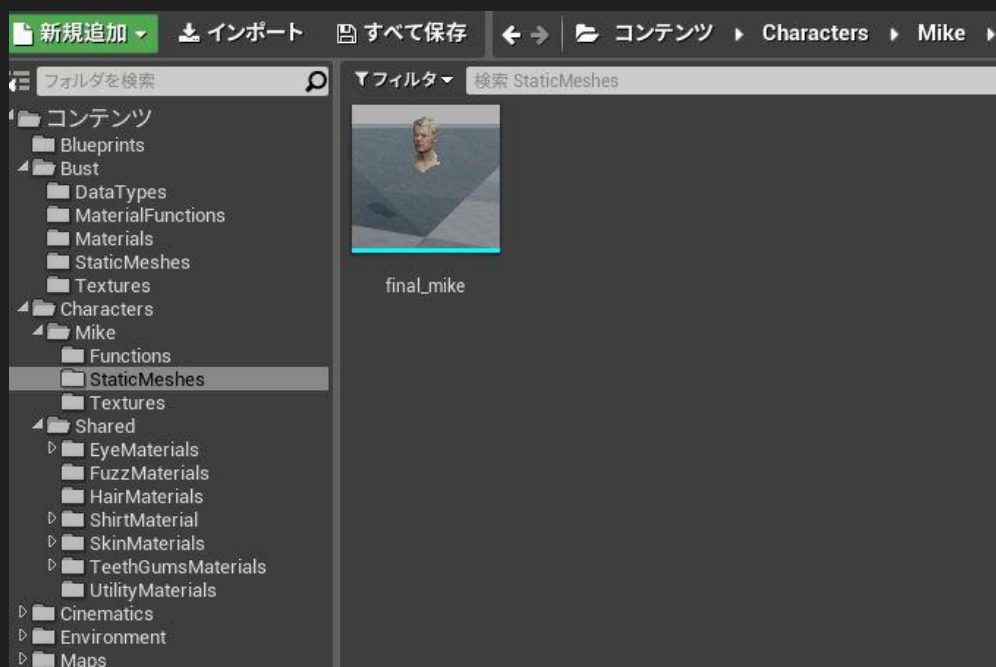 新規追加 インポート すべて保存 コンテンツ Characters Mike
フォルダを検索
フィルタ 検索 StaticMeshes
コンテンツ
Blueprints
Bust
DataTypes
MaterialFunctions
Materials
StaticMeshes
Textures
Characters
Mike
Functions
StaticMeshes
Textures
Shared
EyeMaterials
FuzzMaterials
HairMaterials
ShirtMaterial
SkinMaterials
TeethGumsMaterials
UtilityMaterials
Cinematics
Environment
Maps
final_mike